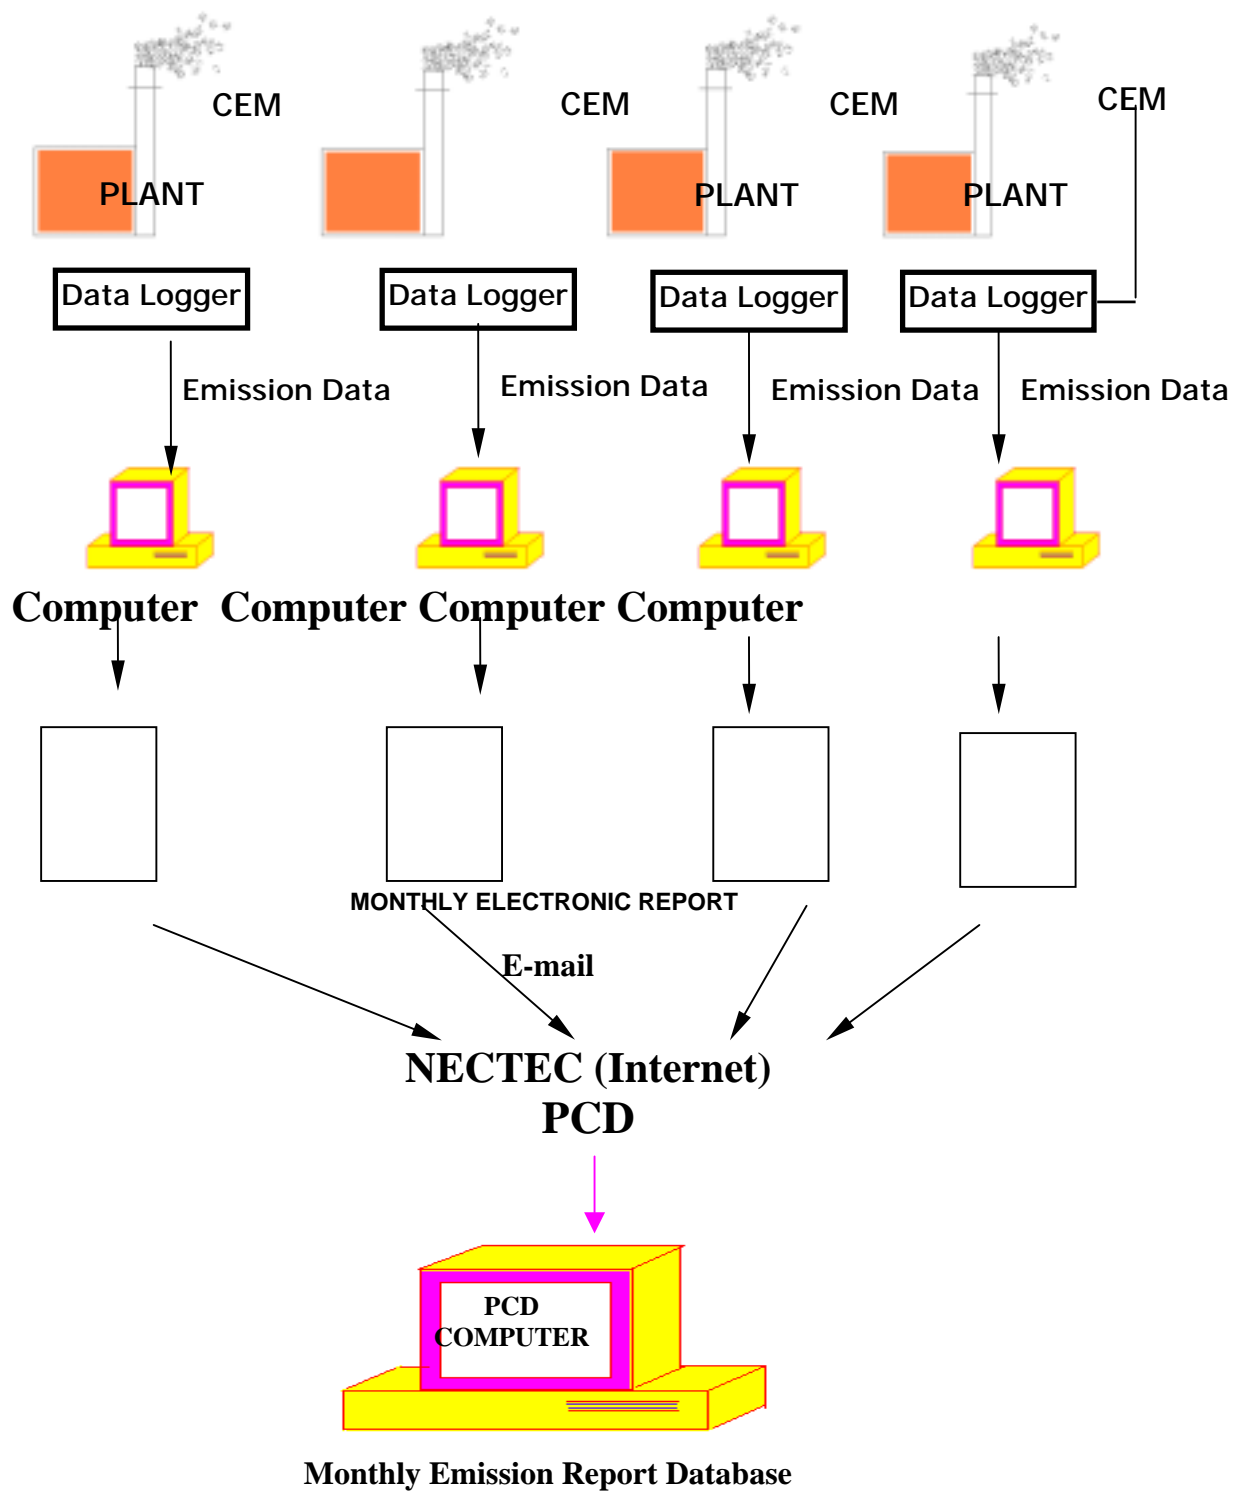 CEM CEM CEM CEM
PLANT PLANT PLANT
Data Logger Data Logger Data Logger Data Logger
Emission Data Emission Data Emission Data Emission Data
Computer Computer Computer Computer
MONTHLY ELECTRONIC REPORT
E-mail
NECTEC (Internet)
PCD
PCD
COMPUTER
Monthly Emission Report Database